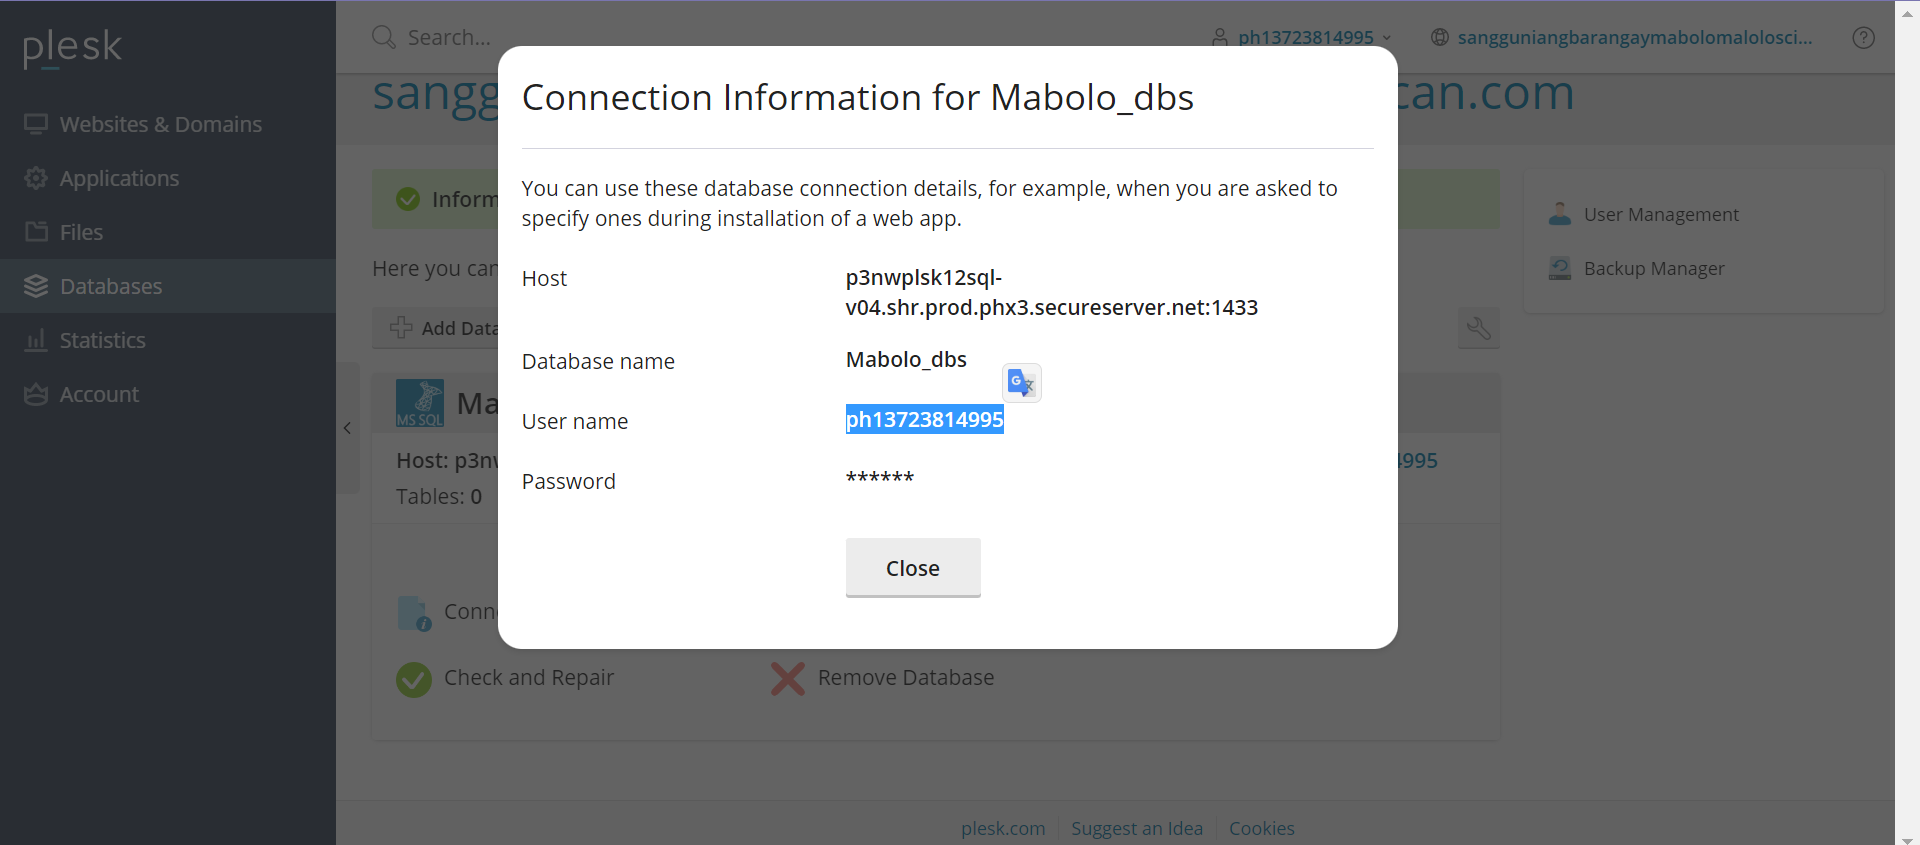 plesk
Search...
ph13723814995
sangguniangbarangaymabolomalolosci...
Websites & Domains
Applications
Files
Databases
Statistics
Account
sangg
can.com
Inform
Here you can
Add Data
MS SQL
Ma
Host: p3nw
Tables: 0
4995
Conn
Check and Repair
Remove Database
User Management
Backup Manager
Connection Information for Mabolo_dbs
You can use these database connection details, for example, when you are asked to
specify ones during installation of a web app.
Host
p3nwplsk12sql-
v04.shr.prod.phx3.secureserver.net:1433
Database name
Mabolo_dbs
User name
ph13723814995
Password
******
Close
plesk.com
Suggest an Idea
Cookies